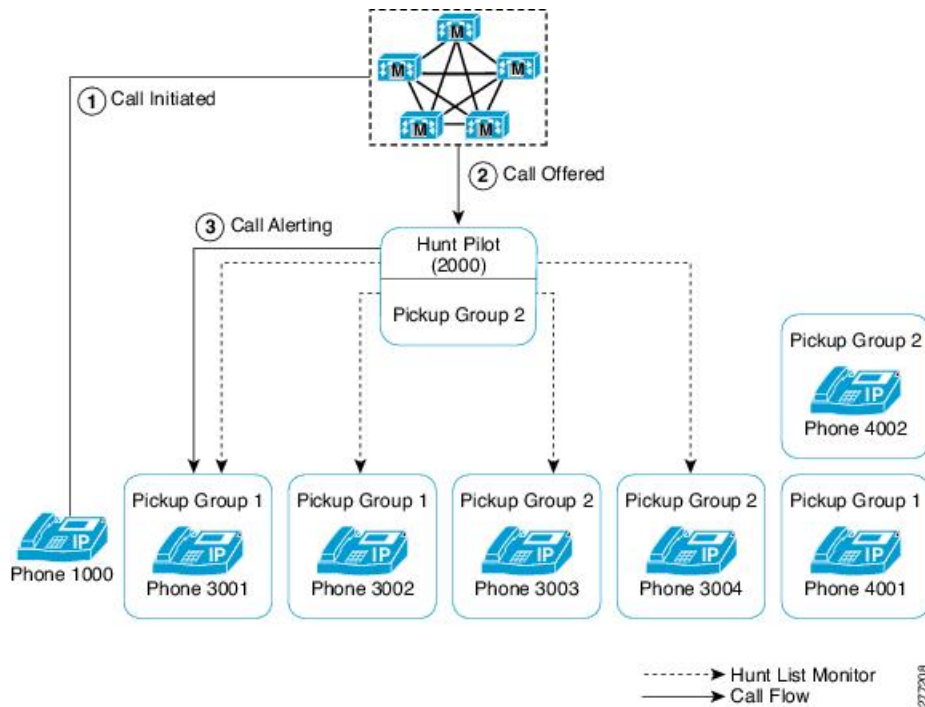 M
M
M
M
M
1 Call Initiated
2 Call Offered
3 Call Alerting
Hunt Pilot
(2000)
Pickup Group 2
Pickup Group 2
IP
Phone 4002
IP
Phone 1000
Pickup Group 1
IP
Phone 3001
Pickup Group 1
IP
Phone 3002
Pickup Group 2
IP
Phone 3003
Pickup Group 2
IP
Phone 3004
Pickup Group 1
IP
Phone 4001
Hunt List Monitor
Call Flow
277208